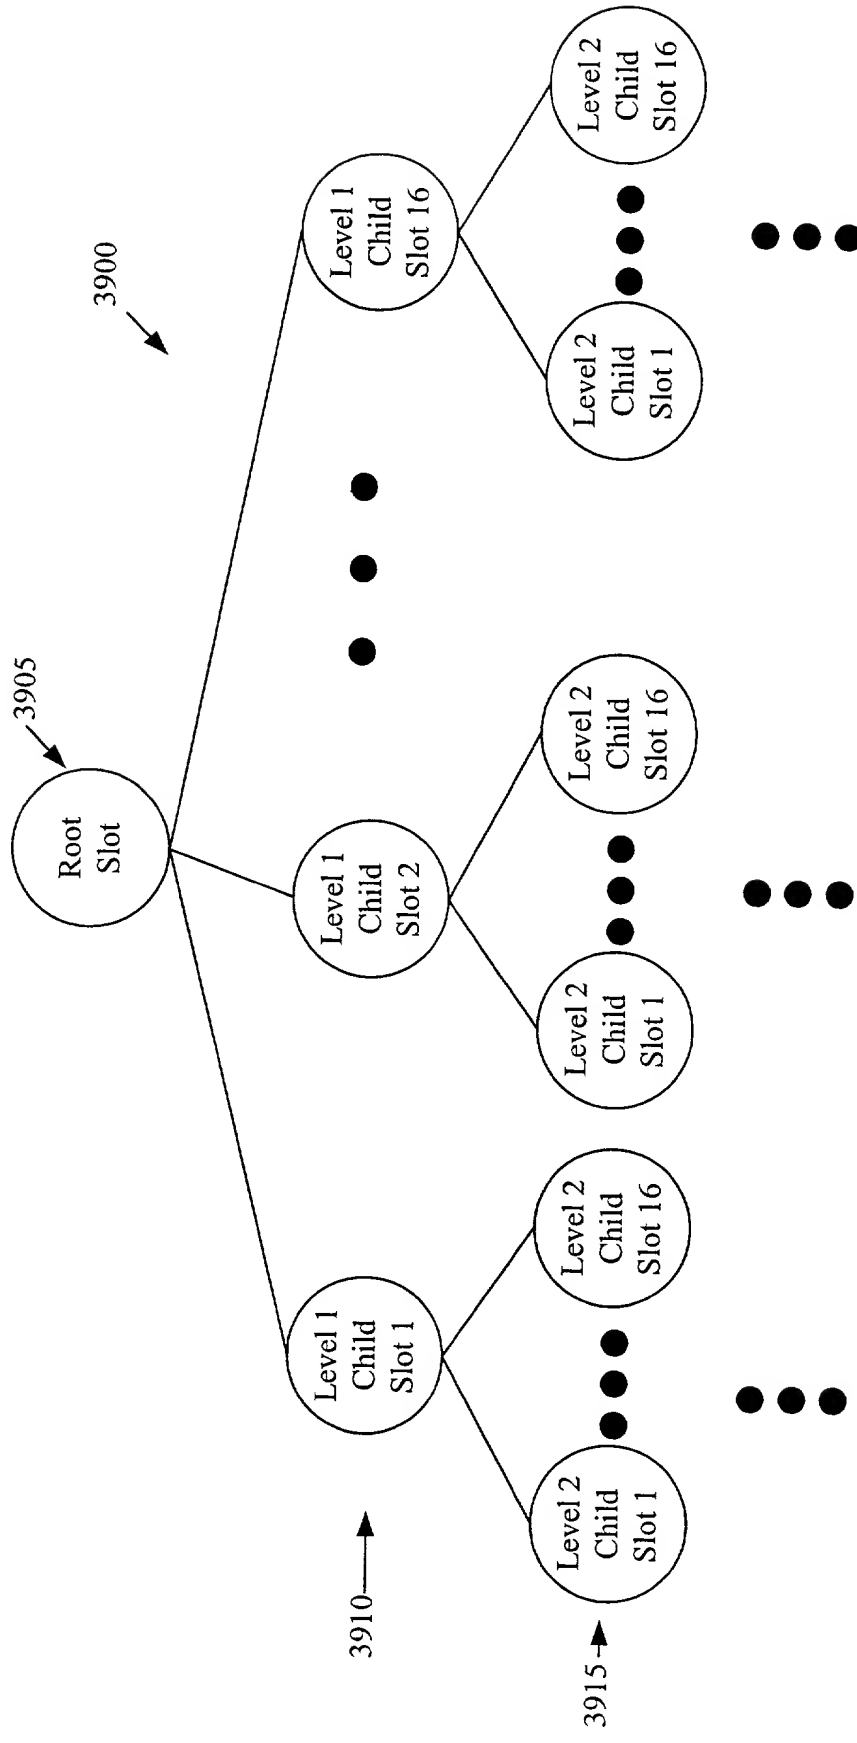 3900
3905
Root
Slot
3910
Level 1
Child
Slot 1
Level 1
Child
Slot 2
Level 1
Child
Slot 16
3915
Level 2
Child
Slot 1
Level 2
Child
Slot 16
Level 2
Child
Slot 1
Level 2
Child
Slot 16
Level 2
Child
Slot 1
Level 2
Child
Slot 16